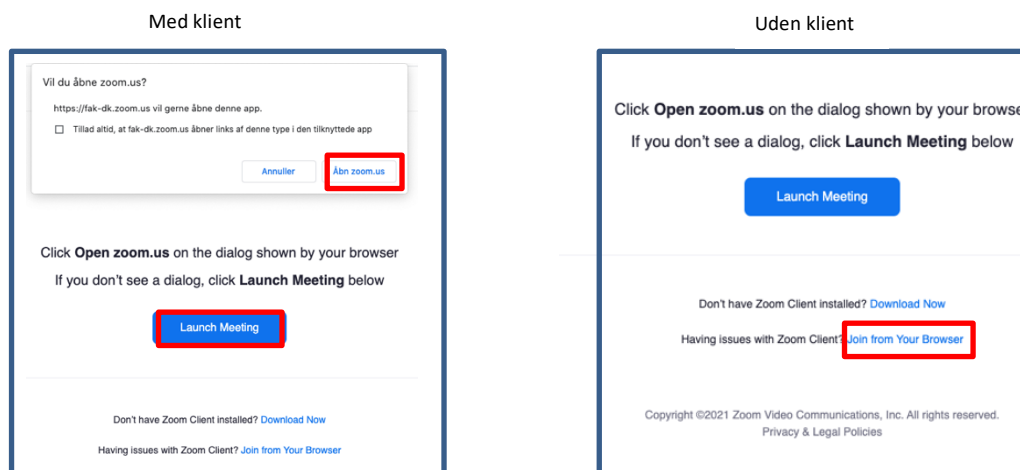 Med klient
Vil du åbne zoom.us?
https://fak-dk.zoom.us vil gerne åbne denne app.
Tillad altid, at fak-dk.zoom.us åbner links af denne type i den tilknyttede app
Annuller
Åbn zoom.us
Click Open zoom.us on the dialog shown by your browser
If you don't see a dialog, click Launch Meeting below
Launch Meeting
Don't have Zoom Client installed? Download Now
Having issues with Zoom Client? Join from Your Browser
Uden klient
Click Open zoom.us on the dialog shown by your browse
If you don't see a dialog, click Launch Meeting below
Launch Meeting
Don't have Zoom Client installed? Download Now
Having issues with Zoom Client? Join from Your Browser
Copyright ©2021 Zoom Video Communications, Inc. All rights reserved.
Privacy & Legal Policies